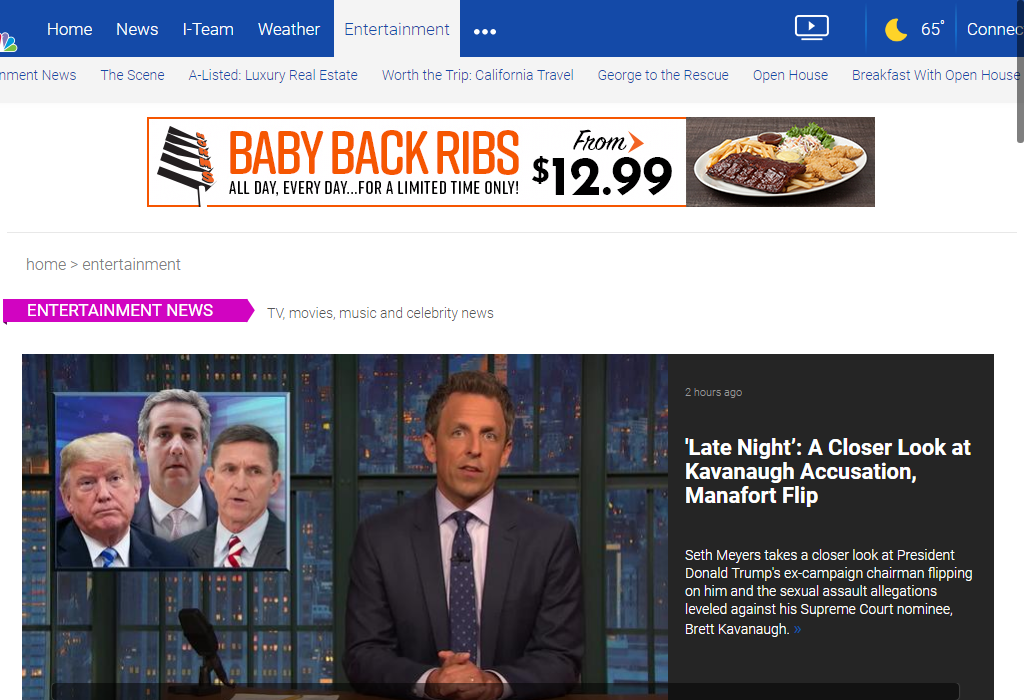 Home News I-Team Weather Entertainment ••• 65° Connec
nment News The Scene A-Listed: Luxury Real Estate Worth the Trip: California Travel George to the Rescue Open House Breakfast With Open House
BABY BACK RIBS
ALL DAY, EVERY DAY...FOR A LIMITED TIME ONLY!
From
$12.99
home > entertainment
ENTERTAINMENT NEWS
TV, movies, music and celebrity news
2 hours ago
'Late Night’: A Closer Look at
Kavanaugh Accusation,
Manafort Flip
Seth Meyers takes a closer look at President
Donald Trump's ex-campaign chairman flipping
on him and the sexual assault allegations
leveled against his Supreme Court nominee,
Brett Kavanaugh. »